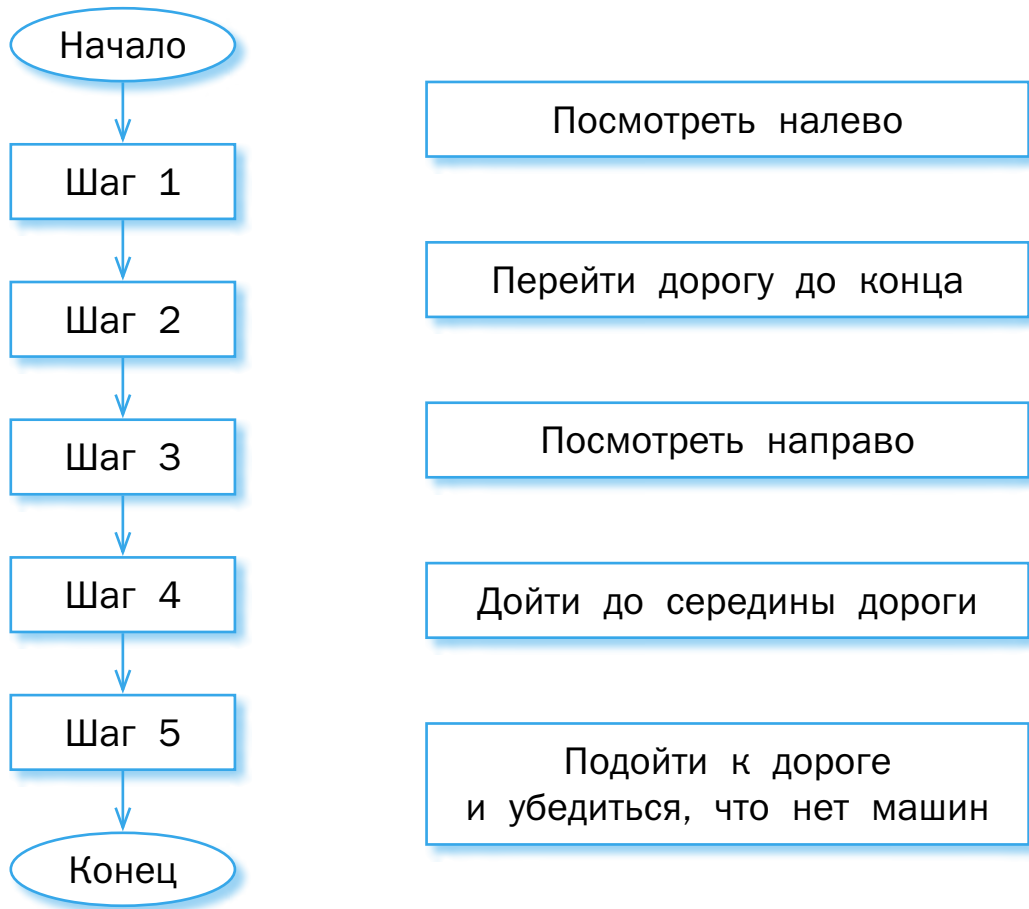 Начало
Шаг 1
Шаг 2
Шаг 3
Шаг 4
Шаг 5
Конец
Посмотреть налево
Перейти дорогу до конца
Посмотреть направо
Дойти до середины дороги
Подойти к дороге
и убедиться, что нет машин